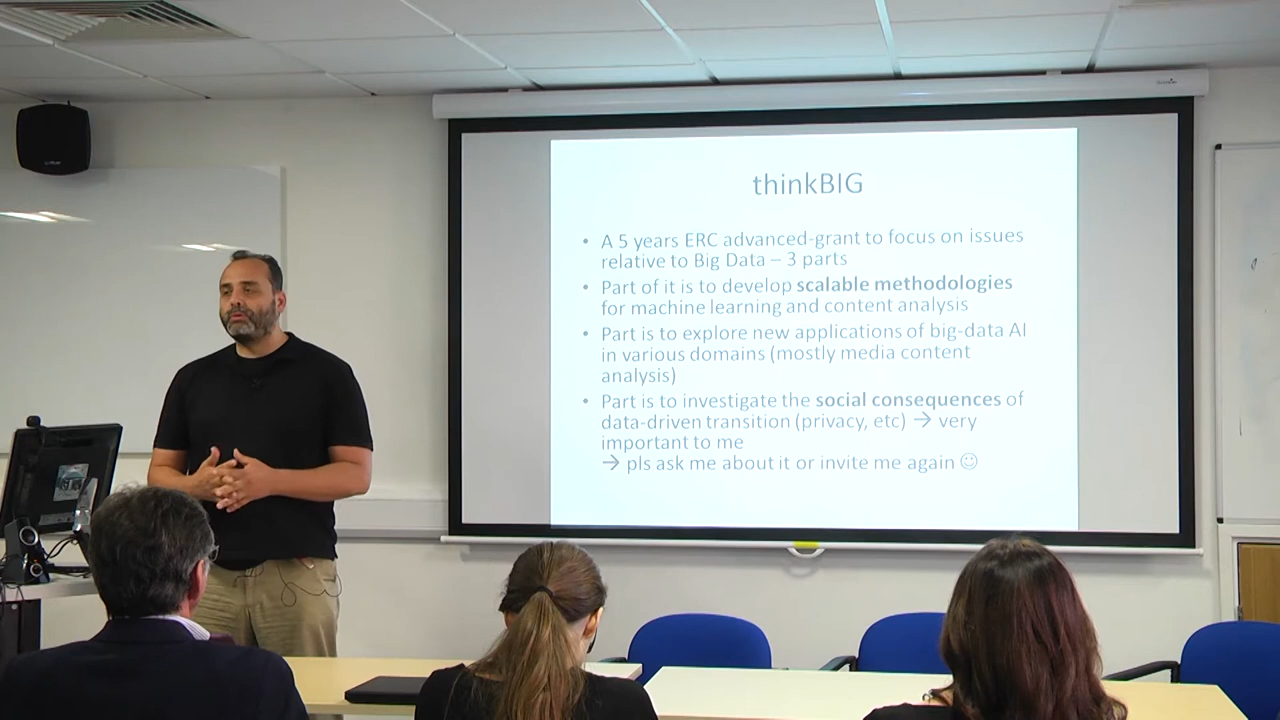 thinkBIG
• A 5 years ERC advanced-grant to focus on issues
relative to Big Data – 3 parts
• Part of it is to develop scalable methodologies
for machine learning and content analysis
• Part is to explore new applications of big-data AI
in various domains (mostly media content
analysis)
• Part is to investigate the social consequences of
data-driven transition (privacy, etc) → very
important to me
→ pls ask me about it or invite me again ☺